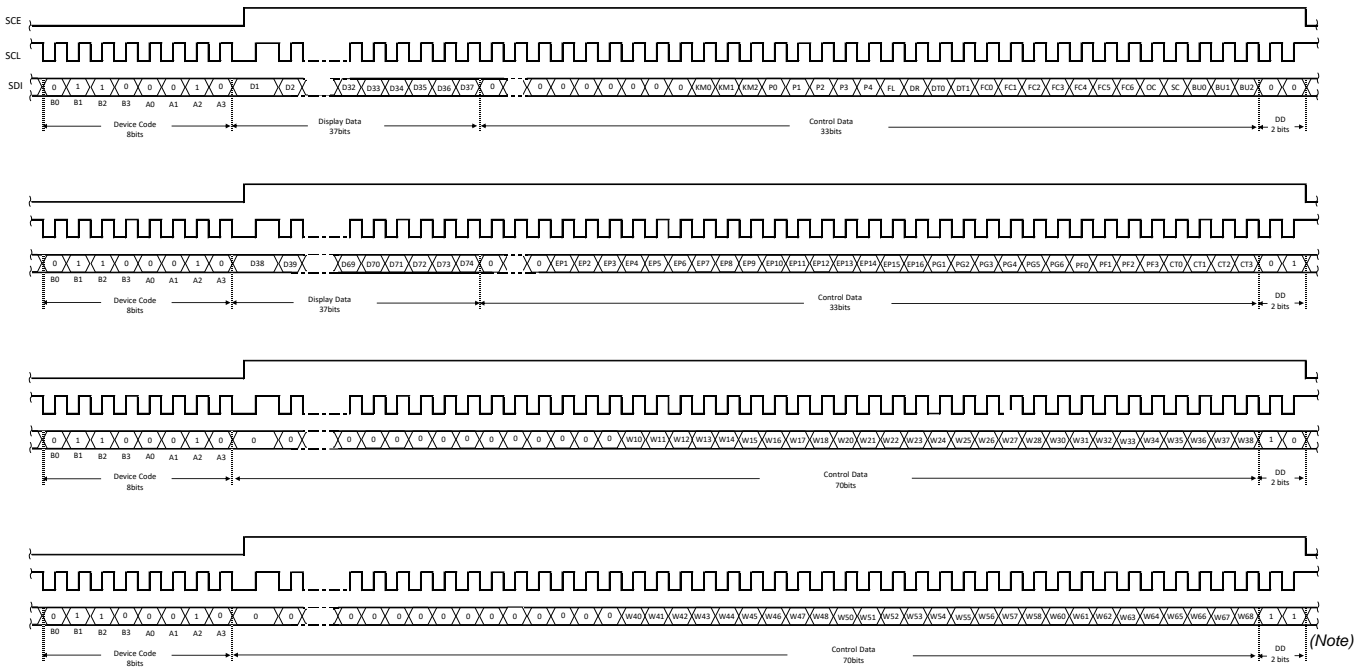 SCE
SCL
SDI 0 1 1 0 0 0 1 0 D1 D2 D32 D33 D34 D35 D36 D37 0 0 0 0 0 0 0 0 KM0 KM1 KM2 P0 P1 P2 P3 P4 FL DR DT0 DT1 FC0 FC1 FC2 FC3 FC4 FC5 FC6 OC SC BU0 BU1 BU2 0 0
B0 B1 B2 B3 A0 A1 A2 A3
Device Code Display Data Control Data DD
8bits 37bits 33bits 2 bits
0 1 1 0 0 0 1 0 D38 D39 D69 D70 D71 D72 D73 D74 0 0 EP1 EP2 EP3 EP4 EP5 EP6 EP7 EP8 EP9 EP10 EP11 EP12 EP13 EP14 EP15 EP16 PG1 PG2 PG3 PG4 PG5 PG6 PF0 PF1 PF2 PF3 CT0 CT1 CT2 CT3 0 1
B0 B1 B2 B3 A0 A1 A2 A3
Device Code Display Data Control Data DD
8bits 37bits 33bits 2 bits
0 1 1 0 0 0 1 0 0 0 0 0 0 0 0 0 0 0 0 0 0 0 W10 W11 W12 W13 W14 W15 W16 W17 W18 W20 W21 W22 W23 W24 W25 W26 W27 W28 W30 W31 W32 W33 W34 W35 W36 W37 W38 1 0
B0 B1 B2 B3 A0 A1 A2 A3
Device Code Control Data DD
8bits 70bits 2 bits
0 1 1 0 0 0 1 0 0 0 0 0 0 0 0 0 0 0 0 0 0 0 W40 W41 W42 W43 W44 W45 W46 W47 W48 W50 W51 W52 W53 W54 W55 W56 W57 W58 W60 W61 W62 W63 W64 W65 W66 W67 W68 1 1
B0 B1 B2 B3 A0 A1 A2 A3
Device Code Control Data DD (Note)
8bits 70bits 2 bits